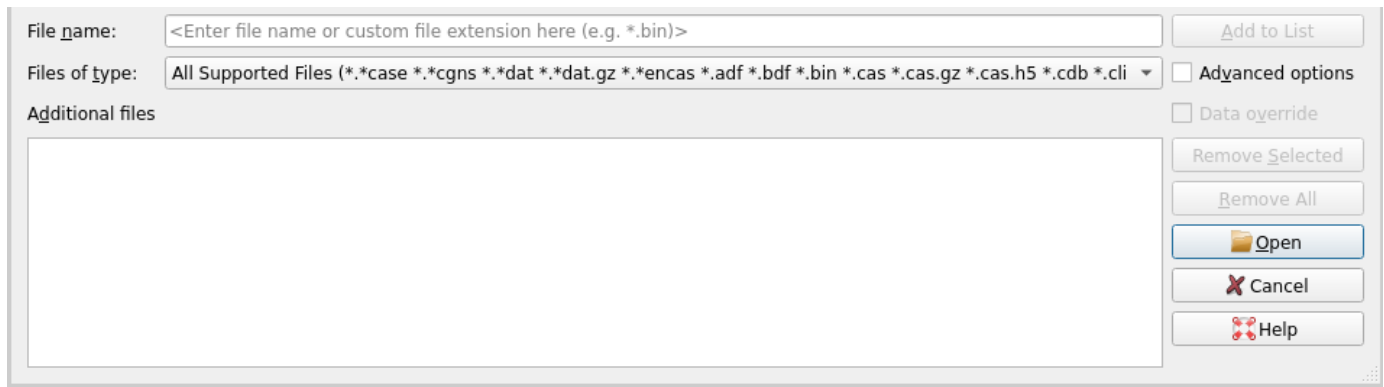 File name: <Enter file name or custom file extension here (e.g. *.bin)> Add to List
Files of type: All Supported Files (*.*case *.*cgns *.*dat *.*dat.gz *.*encas *.adf *.bdf *.bin *.cas *.cas.gz *.cas.h5 *.cdb *.cli Advanced options
Additional files Data override
Remove Selected
Remove All
Open
Cancel
Help